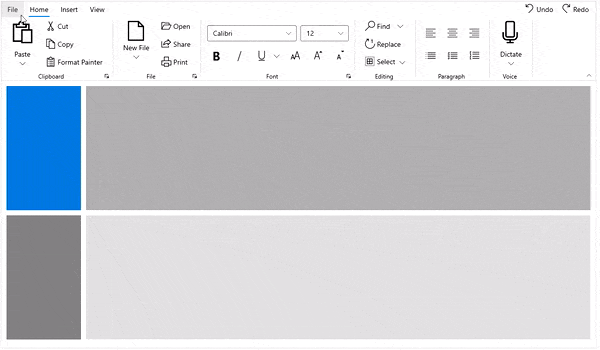 File Home Insert View Undo Redo
Cut Open Calibri 12 Find
Copy Share Replace
Paste Format Painter New File Print B I U AA A A Select Dictate
Clipboard File Font Editing Paragraph Voice